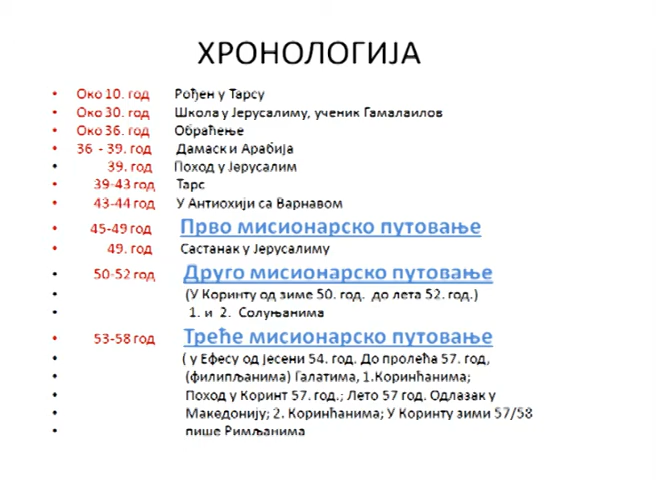 ХРОНОЛОГИЈА
• Око 10. год Рођен у Тарсу
• Око 30. год Школа у Јерусалиму, ученик Гамалаилов
• Око 36. год Обраћење
• 36 - 39. год Дамаск и Арабија
• 39. год Поход у Јерусалим
• 39-43 год Тарс
• 43-44 год У Антиохији са Варнавом
• 45-49 год Прво мисионарско путовање
• 49. год Састанак у Јерусалиму
• 50-52 год Друго мисионарско путовање
• (У Коринту од зиме 50. год. до лета 52. год.)
• 1. и 2. Солуњанима
• 53-58 год Треће мисионарско путовање
• ( у Ефесу од јесени 54. год. До пролећа 57. год,
• (филипљанима) Галатима, 1.Коринћанима;
• Поход у Коринт 57. год.; Лето 57 год. Одлазак у
• Македонију; 2. Коринћанима; У Коринту зими 57/58
• пише Римљанима